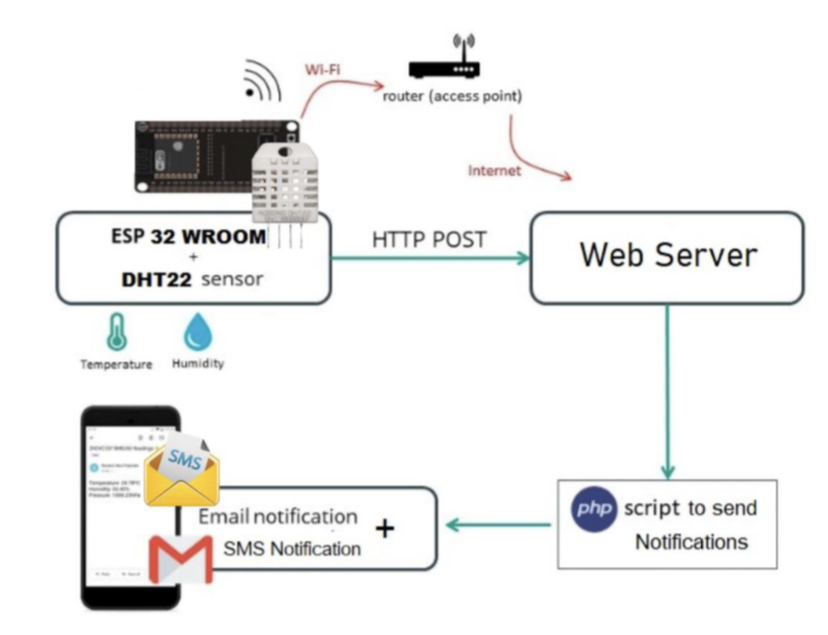 Wi-Fi
router (access point)
Internet
ESP 32 WROOM
+
DHT22 sensor
HTTP POST
Web Server
Temperature
Humidity
SMS
php script to send
Notifications
Email notification +
SMS Notification